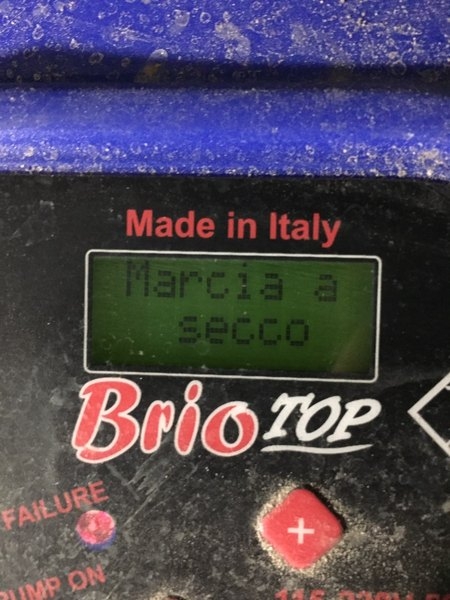 Made in Italy
Marcia a
secco
Brio TOP
FAILURE
+
PUMP ON